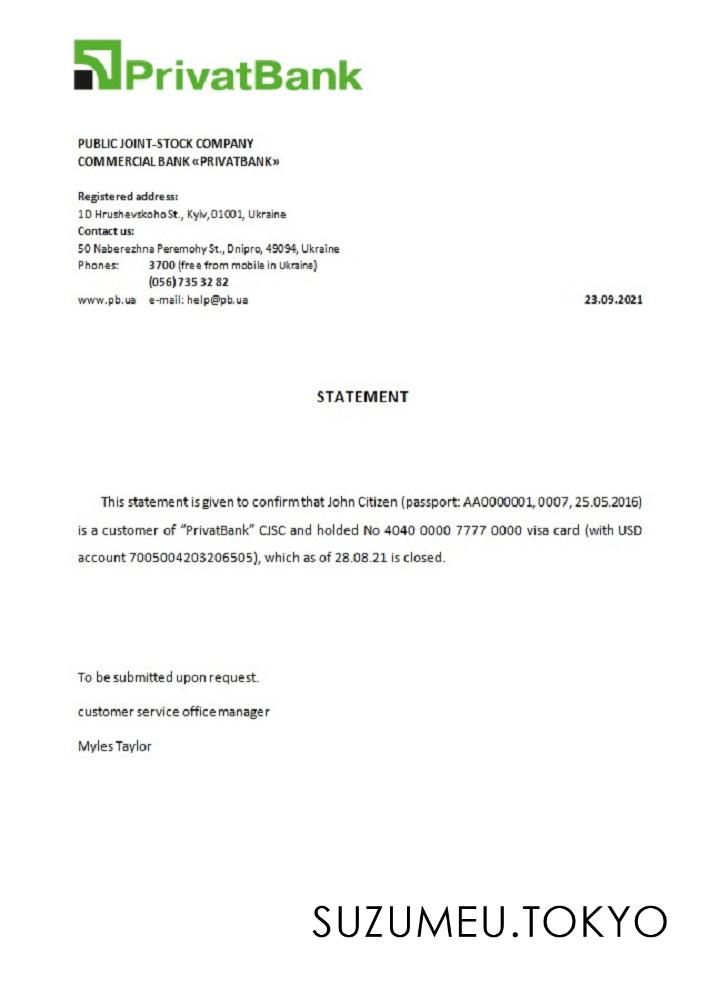 PrivatBank
PUBLIC JOINT-STOCK COMPANY
COMMERCIAL BANK «PRIVATBANK»
Registered address:
1D Hrushevskoho St., Kyiv, 01001, Ukraine
Contact us:
50 Naberezhna Peremohy St., Dnipro, 49094, Ukraine
Phones: 3700 (free from mobile in Ukraine)
(056) 735 32 82
www.pb.ua e-mail: help@pb.ua 23.09.2021
STATEMENT
This statement is given to confirm that John Citizen (passport: AA0000001, 0007, 25.05.2016)
is a customer of “PrivatBank” CJSC and holded No 4040 0000 7777 0000 visa card (with USD
account 7005004203206505), which as of 28.08.21 is closed.
To be submitted upon request.
customer service office manager
Myles Taylor
SUZUMEU.TOKYO